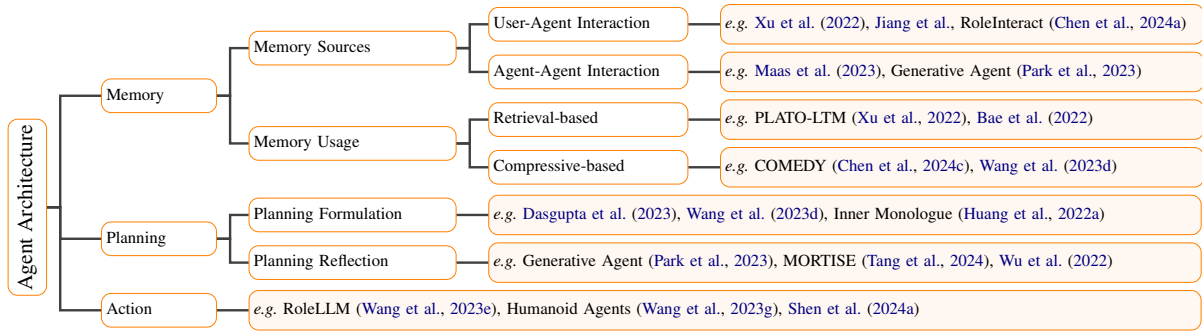 User-Agent Interaction
e.g. Xu et al. (2022), Jiang et al., RoleInteract (Chen et al., 2024a)
Memory Sources
Agent-Agent Interaction
e.g. Maas et al. (2023), Generative Agent (Park et al., 2023)
Memory
Retrieval-based
e.g. PLATO-LTM (Xu et al., 2022), Bae et al. (2022)
Memory Usage
Compressive-based
e.g. COMEDY (Chen et al., 2024c), Wang et al. (2023d)
Agent Architecture
Planning Formulation
e.g. Dasgupta et al. (2023), Wang et al. (2023d), Inner Monologue (Huang et al., 2022a)
Planning
Planning Reflection
e.g. Generative Agent (Park et al., 2023), MORTISE (Tang et al., 2024), Wu et al. (2022)
Action
e.g. RoleLLM (Wang et al., 2023e), Humanoid Agents (Wang et al., 2023g), Shen et al. (2024a)